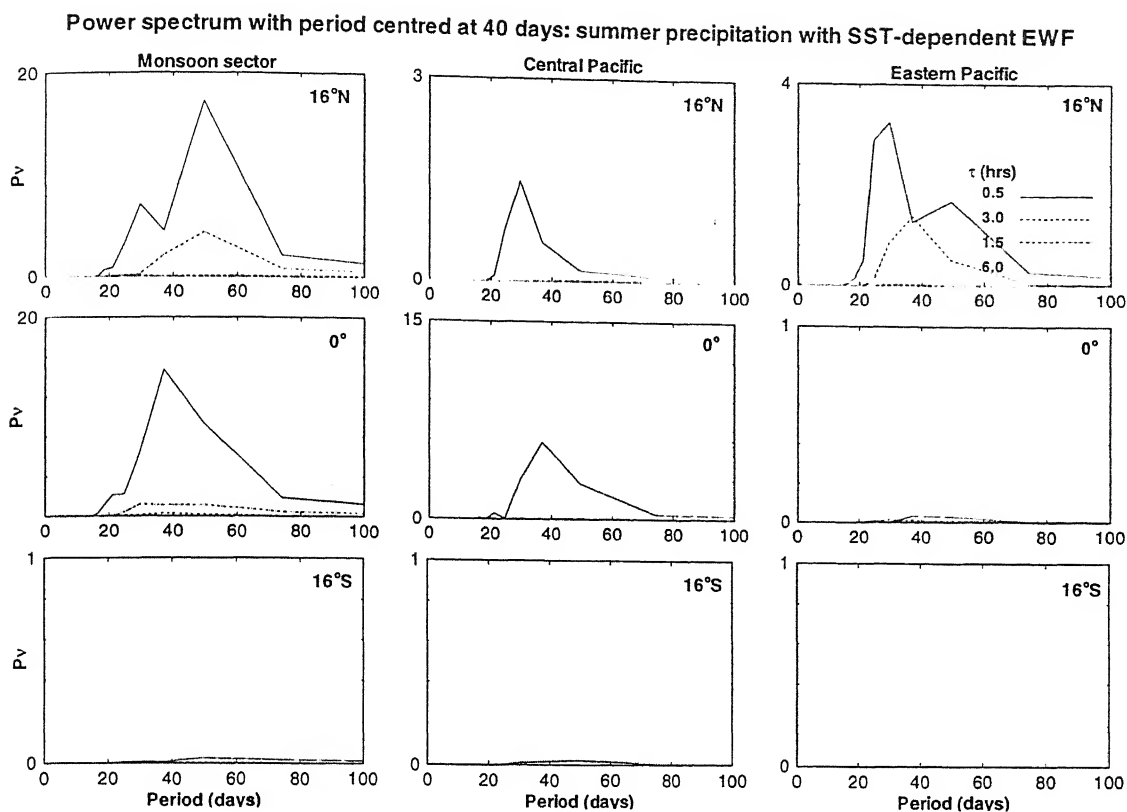 Power spectrum with period centred at 40 days: summer precipitation with SST-dependent EWF
Monsoon sector
Central Pacific
Eastern Pacific
20
16°N
Pν
0
0 20 40 60 80 100
3
16°N
0
0 20 40 60 80 100
4
16°N
τ (hrs)
0.5
3.0
1.5
6.0
0
0 20 40 60 80 100
20
0°
Pν
0
0 20 40 60 80 100
15
0°
0
0 20 40 60 80 100
1
0°
0
0 20 40 60 80 100
1
16°S
Pν
0
0 20 40 60 80 100
Period (days)
1
16°S
0
0 20 40 60 80 100
Period (days)
1
16°S
0
0 20 40 60 80 100
Period (days)